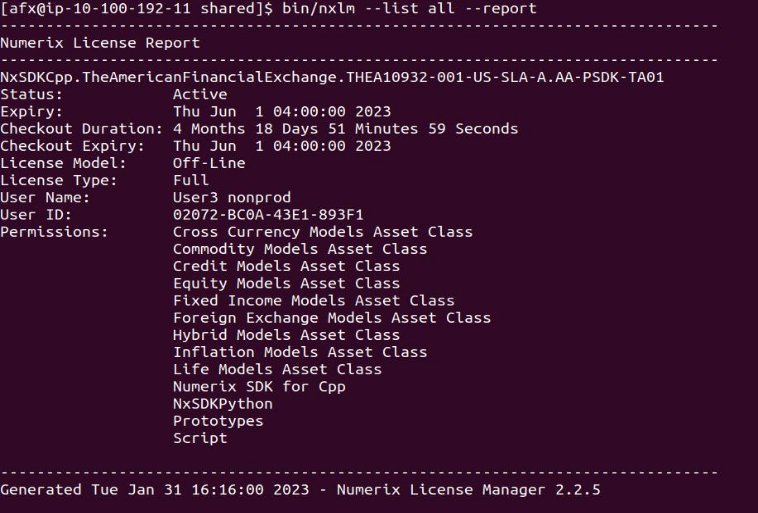 [afx@ip-10-100-192-11 shared]$ bin/nxlm --list all --report
--------------------------------------------------------------------------------
Numerix License Report
--------------------------------------------------------------------------------
NxSDKCpp.TheAmericanFinancialExchange.THEA10932-001-US-SLA-A.AA-PSDK-TA01
Status:            Active
Expiry:            Thu Jun  1 04:00:00 2023
Checkout Duration: 4 Months 18 Days 51 Minutes 59 Seconds
Checkout Expiry:   Thu Jun  1 04:00:00 2023
License Model:     Off-Line
License Type:      Full
User Name:         User3 nonprod
User ID:           02072-BC0A-43E1-893F1
Permissions:       Cross Currency Models Asset Class
                   Commodity Models Asset Class
                   Credit Models Asset Class
                   Equity Models Asset Class
                   Fixed Income Models Asset Class
                   Foreign Exchange Models Asset Class
                   Hybrid Models Asset Class
                   Inflation Models Asset Class
                   Life Models Asset Class
                   Numerix SDK for Cpp
                   NxSDKPython
                   Prototypes
                   Script
--------------------------------------------------------------------------------
Generated Tue Jan 31 16:16:00 2023 - Numerix License Manager 2.2.5